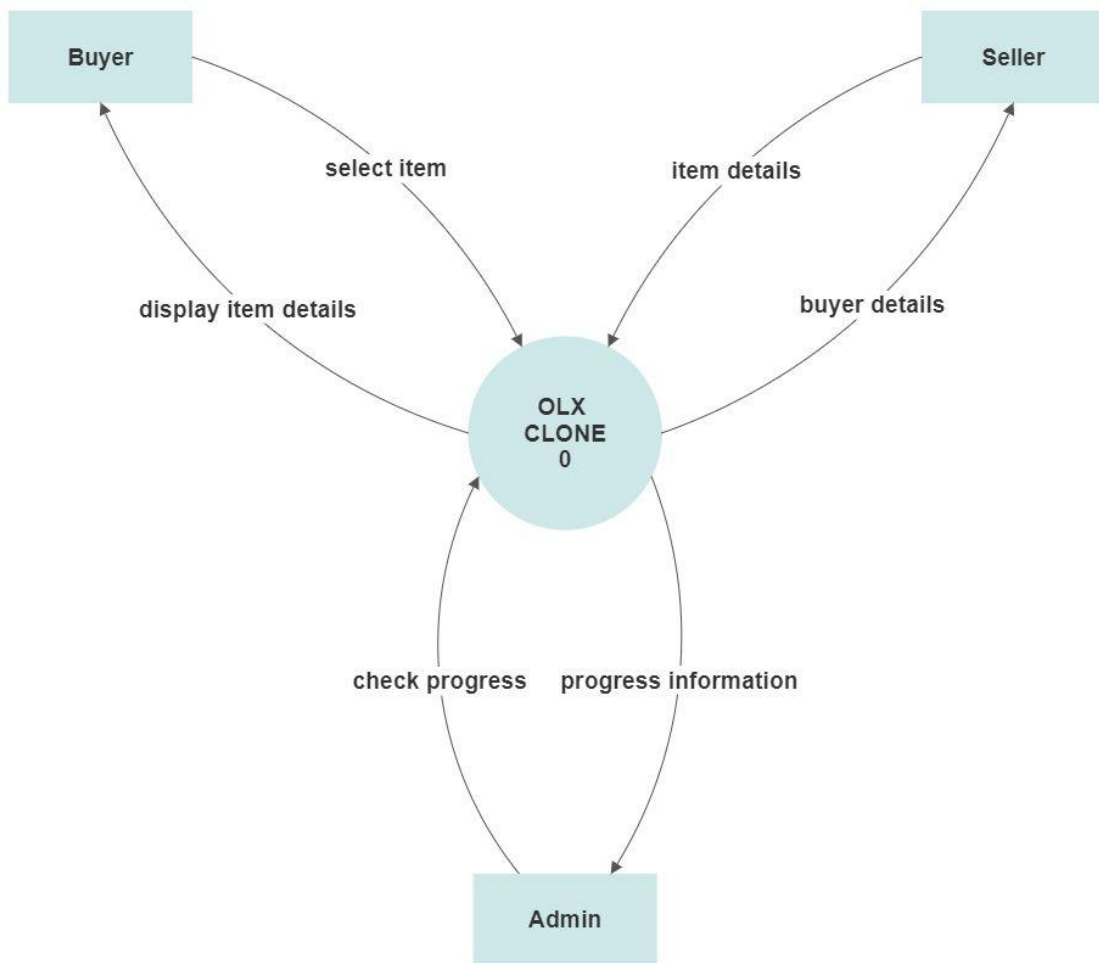 Buyer
Seller
select item
item details
display item details
buyer details
OLX
CLONE
0
check progress
progress information
Admin